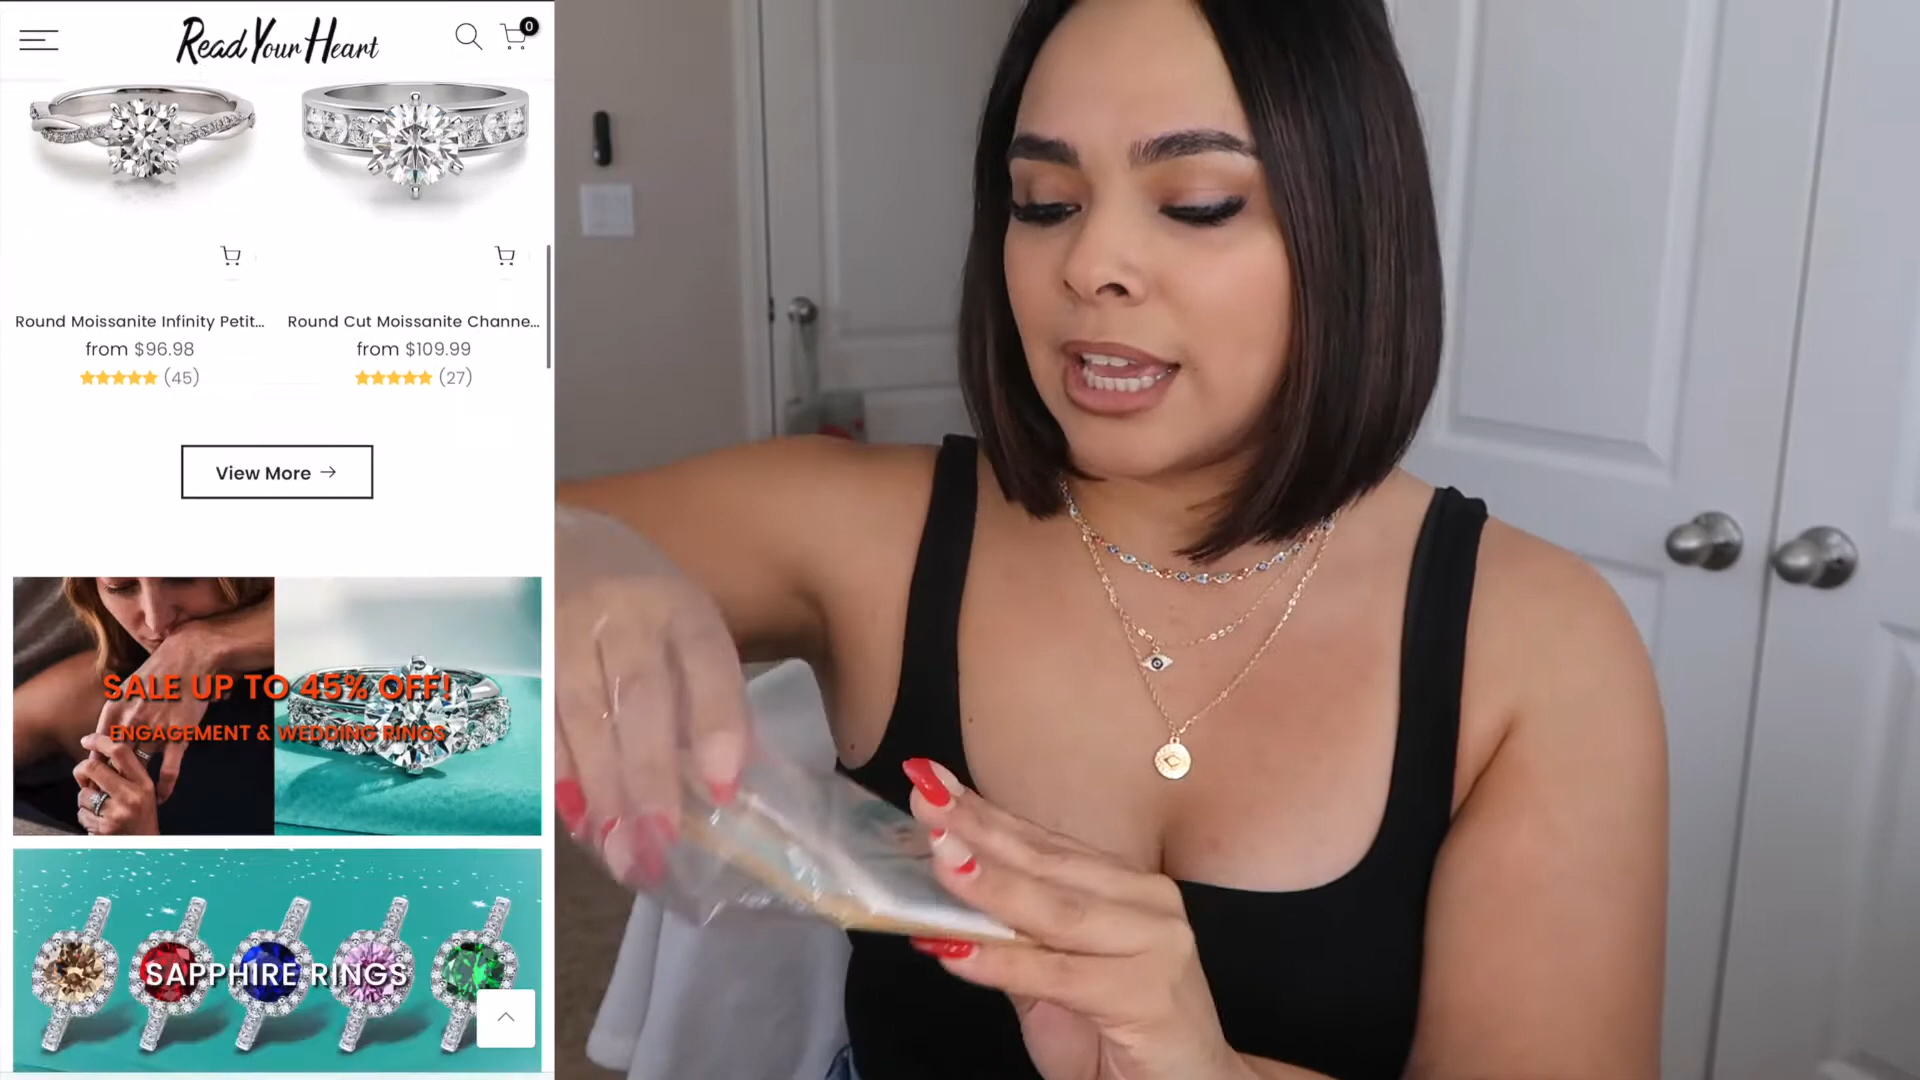 Read Your Heart
0
Round Moissanite Infinity Petit...
from $96.98
(45)
Round Cut Moissanite Channe...
from $109.99
(27)
View More →
SALE UP TO 45% OFF!
ENGAGEMENT & WEDDING RINGS
SAPPHIRE RINGS